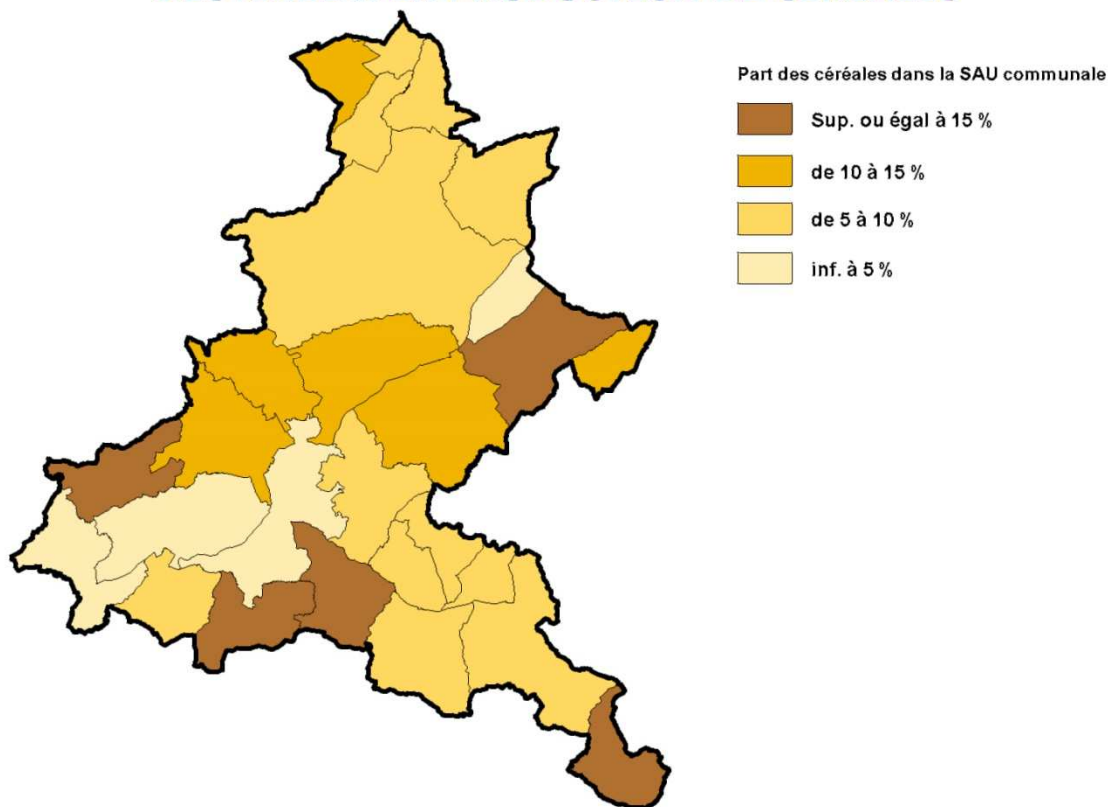 Part des céréales dans la SAU communale
Sup. ou égal à 15 %
de 10 à 15 %
de 5 à 10 %
inf. à 5 %